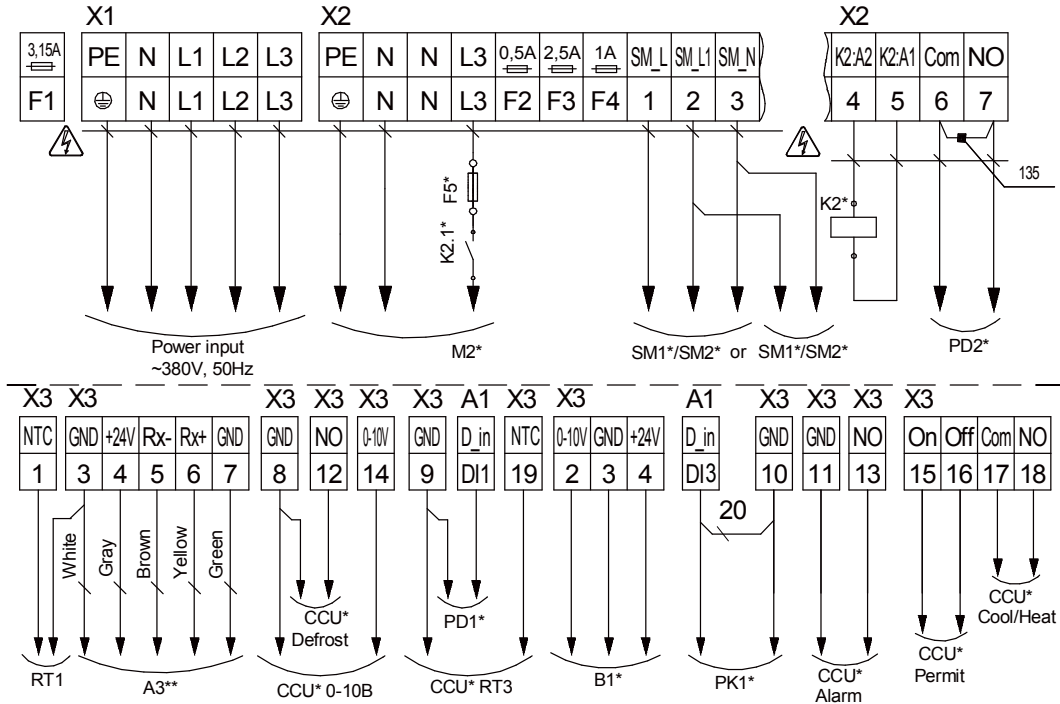 X1 X2 X2
3,15A PE N L1 L2 L3 PE N N L3 0,5A 2,5A 1A SM_L SM_L1 SM_N K2:A2 K2:A1 Com NO
F1 N L1 L2 L3 N N L3 F2 F3 F4 1 2 3 4 5 6 7
135
F5*
K2*
K2.1*
Power input
~380V, 50Hz
M2*
SM1*/SM2* or SM1*/SM2*
PD2*
X3 X3 X3 X3 X3 X3 A1 X3 X3 A1 X3 X3 X3 X3
NTC GND +24V Rx- Rx+ GND GND NO 0-10V GND D_in NTC 0-10V GND +24V D_in GND GND NO On Off Com NO
1 3 4 5 6 7 8 12 14 9 DI1 19 2 3 4 DI3 10 11 13 15 16 17 18
20
White
Gray
Brown
Yellow
Green
CCU*
Defrost
PD1*
CCU*
Cool/Heat
RT1
A3**
CCU* 0-10B
CCU* RT3
B1*
PK1*
CCU*
Alarm
CCU*
Permit